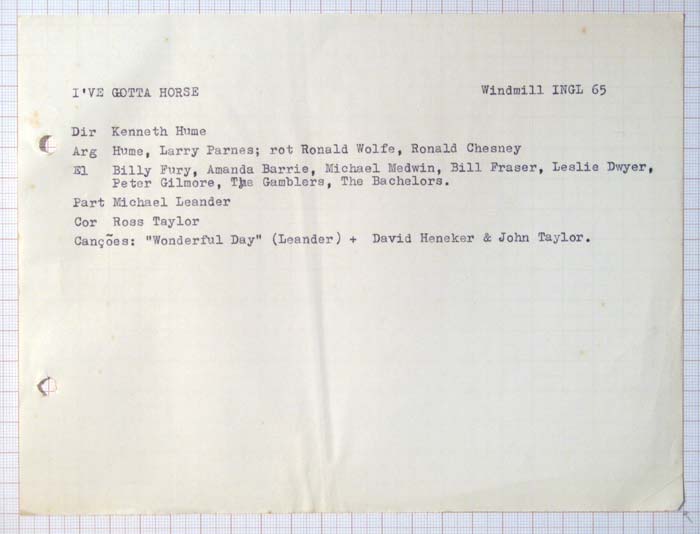 I'VE GOTTA HORSE Windmill INGL 65
Dir Kenneth Hume
Arg Hume, Larry Parnes; rot Ronald Wolfe, Ronald Chesney
El Billy Fury, Amanda Barrie, Michael Medwin, Bill Fraser, Leslie Dwyer,
Peter Gilmore, The Gamblers, The Bachelors.
Part Michael Leander
Cor Ross Taylor
Canções: "Wonderful Day" (Leander) + David Heneker & John Taylor.